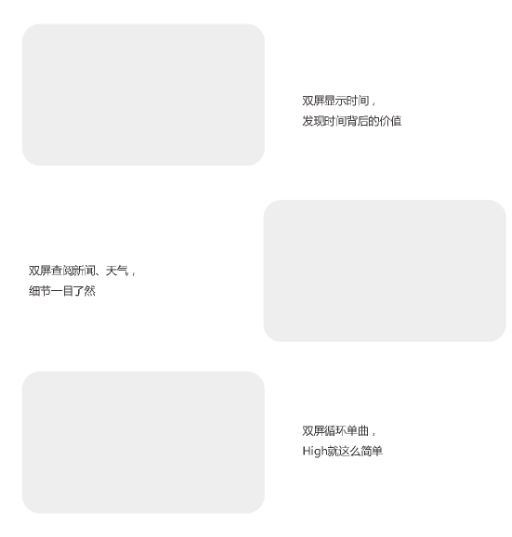 双屏显示时间，
发现时间背后的价值
双屏查阅新闻、天气，
细节一目了然
双屏循环单曲，
High就这么简单